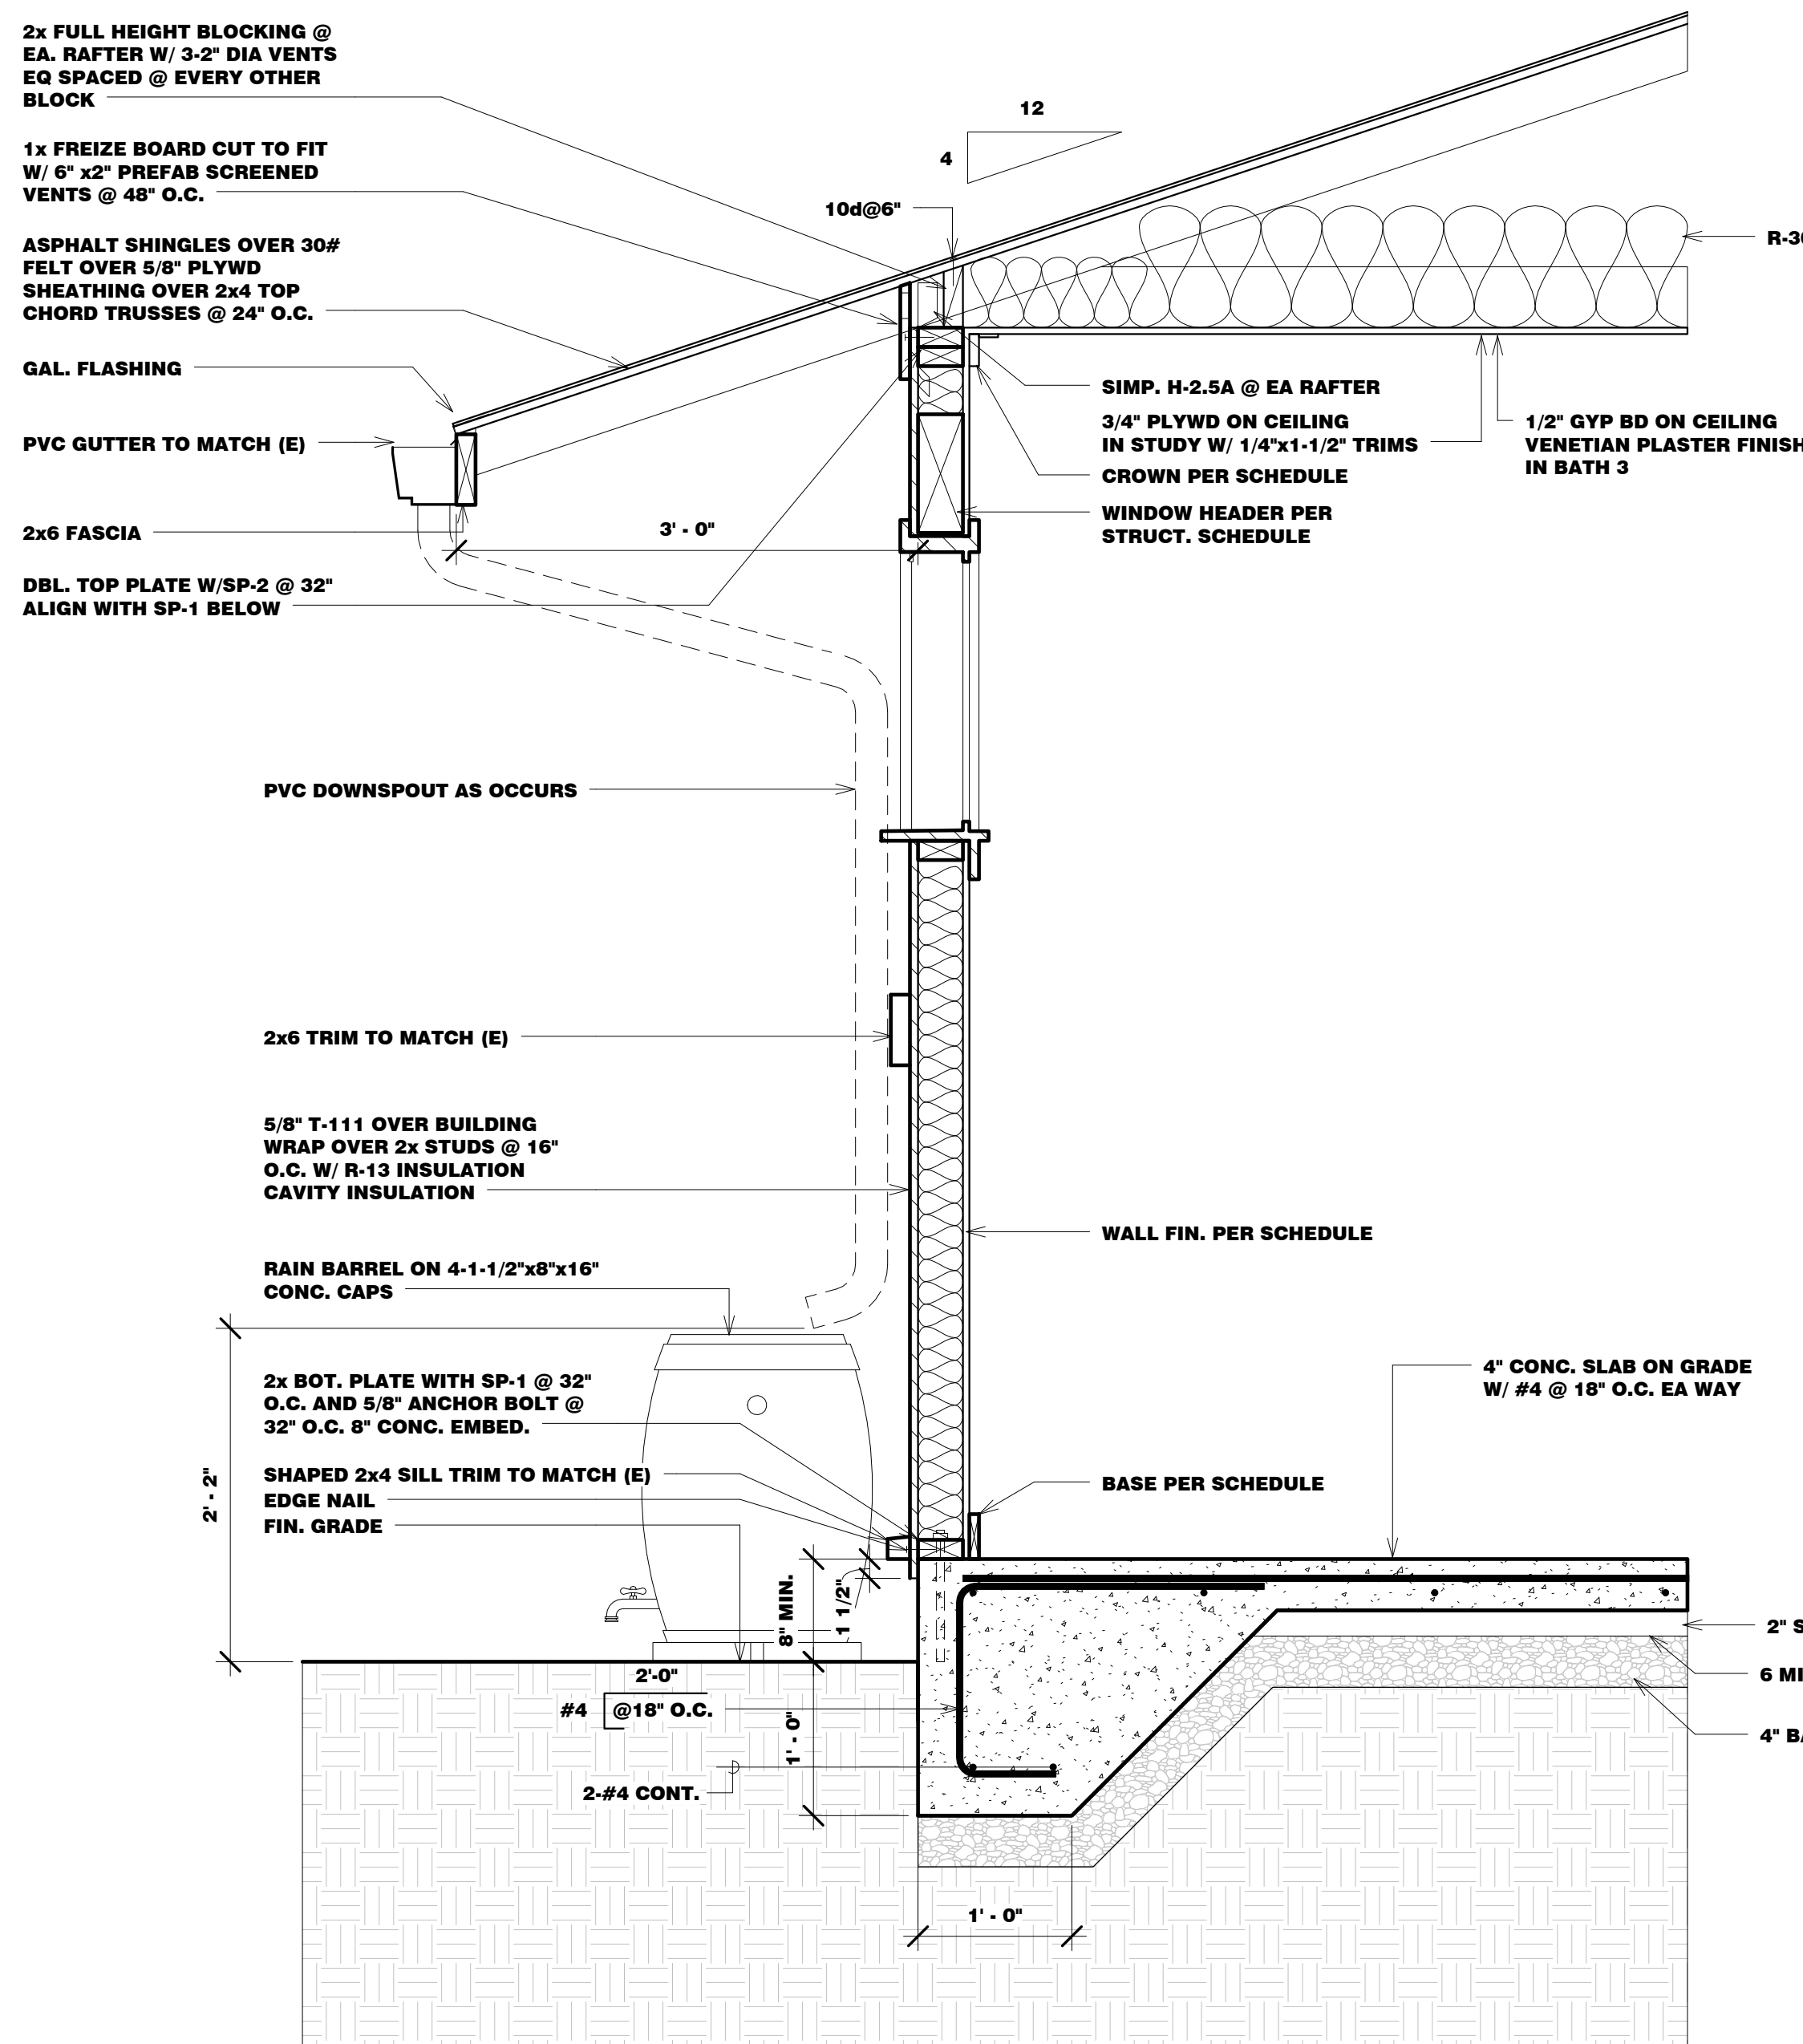 2x FULL HEIGHT BLOCKING @
EA. RAFTER W/ 3-2" DIA VENTS
EQ SPACED @ EVERY OTHER
BLOCK
1x FREIZE BOARD CUT TO FIT
W/ 6" x2" PREFAB SCREENED
VENTS @ 48" O.C.
ASPHALT SHINGLES OVER 30#
FELT OVER 5/8" PLYWD
SHEATHING OVER 2x4 TOP
CHORD TRUSSES @ 24" O.C.
GAL. FLASHING
PVC GUTTER TO MATCH (E)
2x6 FASCIA
DBL. TOP PLATE W/SP-2 @ 32"
ALIGN WITH SP-1 BELOW
12
4
10d@6"
3' - 0"
SIMP. H-2.5A @ EA RAFTER
3/4" PLYWD ON CEILING
IN STUDY W/ 1/4"x1-1/2" TRIMS
CROWN PER SCHEDULE
WINDOW HEADER PER
STRUCT. SCHEDULE
1/2" GYP BD ON CEILING
VENETIAN PLASTER FINISH
IN BATH 3
PVC DOWNSPOUT AS OCCURS
2x6 TRIM TO MATCH (E)
5/8" T-111 OVER BUILDING
WRAP OVER 2x STUDS @ 16"
O.C. W/ R-13 INSULATION
CAVITY INSULATION
WALL FIN. PER SCHEDULE
RAIN BARREL ON 4-1-1/2"x8"x16"
CONC. CAPS
2x BOT. PLATE WITH SP-1 @ 32"
O.C. AND 5/8" ANCHOR BOLT @
32" O.C. 8" CONC. EMBED.
SHAPED 2x4 SILL TRIM TO MATCH (E)
EDGE NAIL
FIN. GRADE
2' - 2"
4" CONC. SLAB ON GRADE
W/ #4 @ 18" O.C. EA WAY
BASE PER SCHEDULE
8" MIN.
1 1/2"
2" S
6 MI
4" BA
2'-0"
#4 @18" O.C.
1' - 0"
2-#4 CONT.
1' - 0"